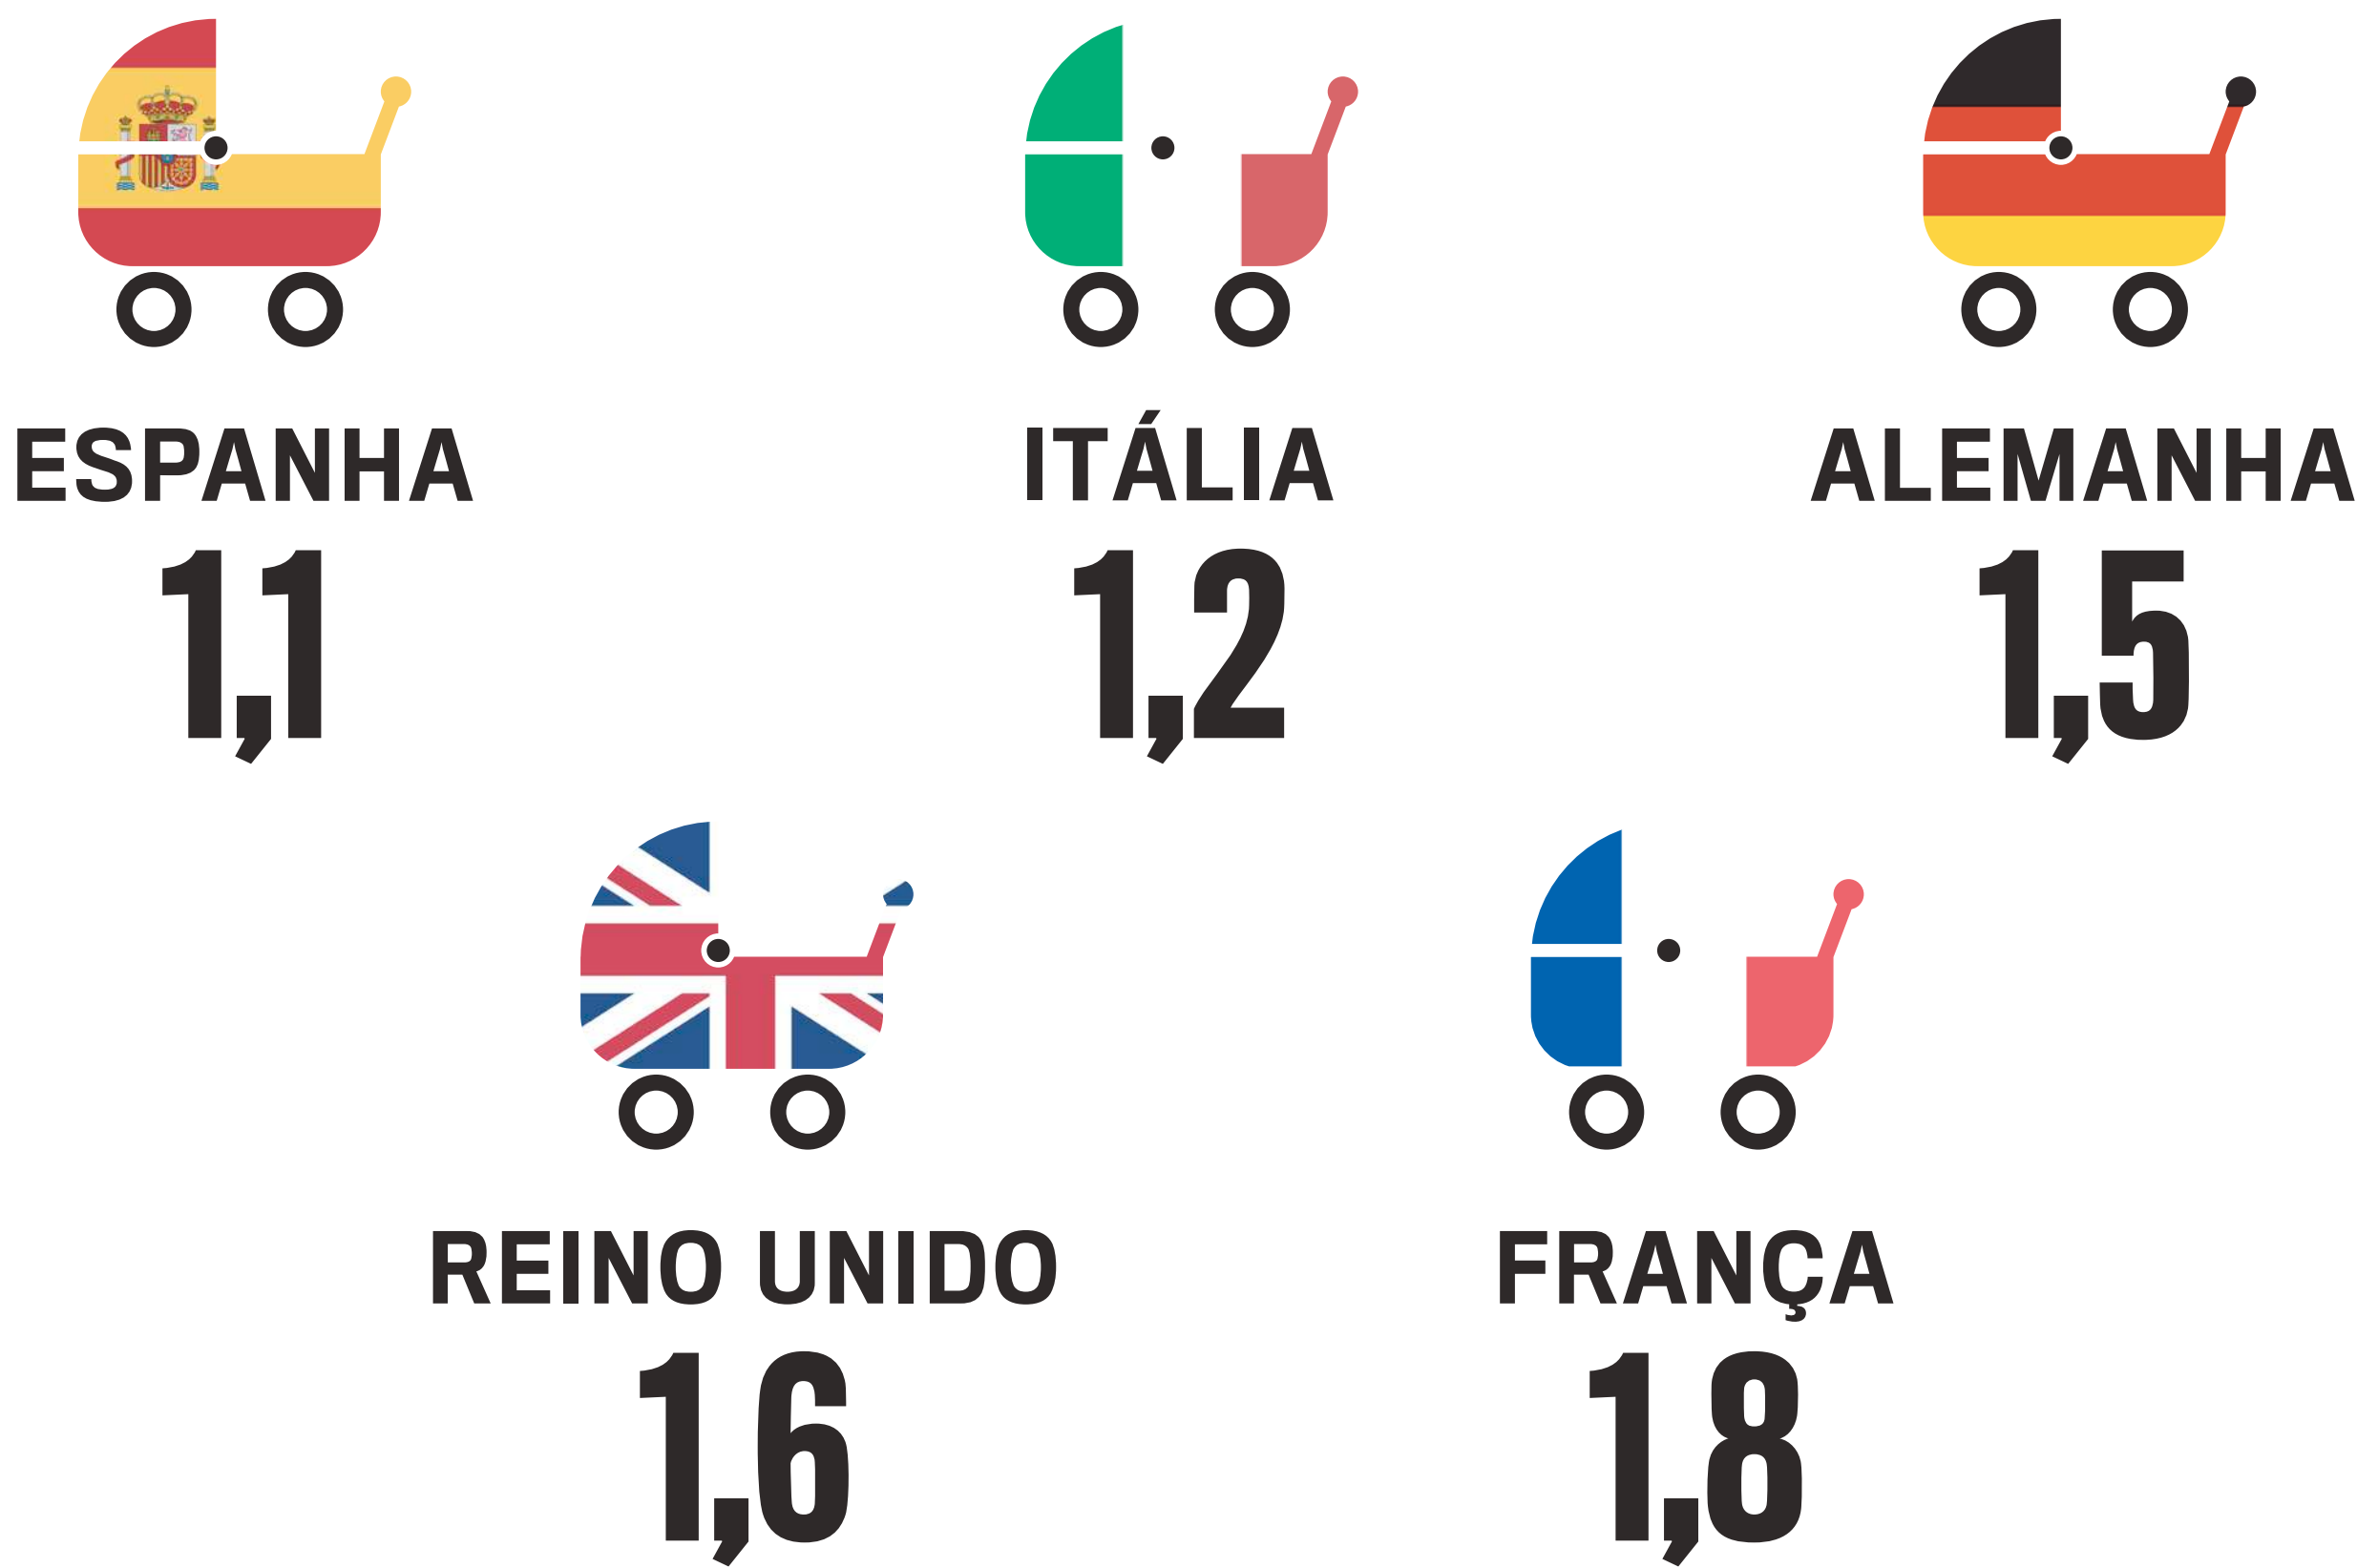 ESPANHA
1,1
ITÁLIA
1,2
ALEMANHA
1,5
REINO UNIDO
1,6
FRANÇA
1,8